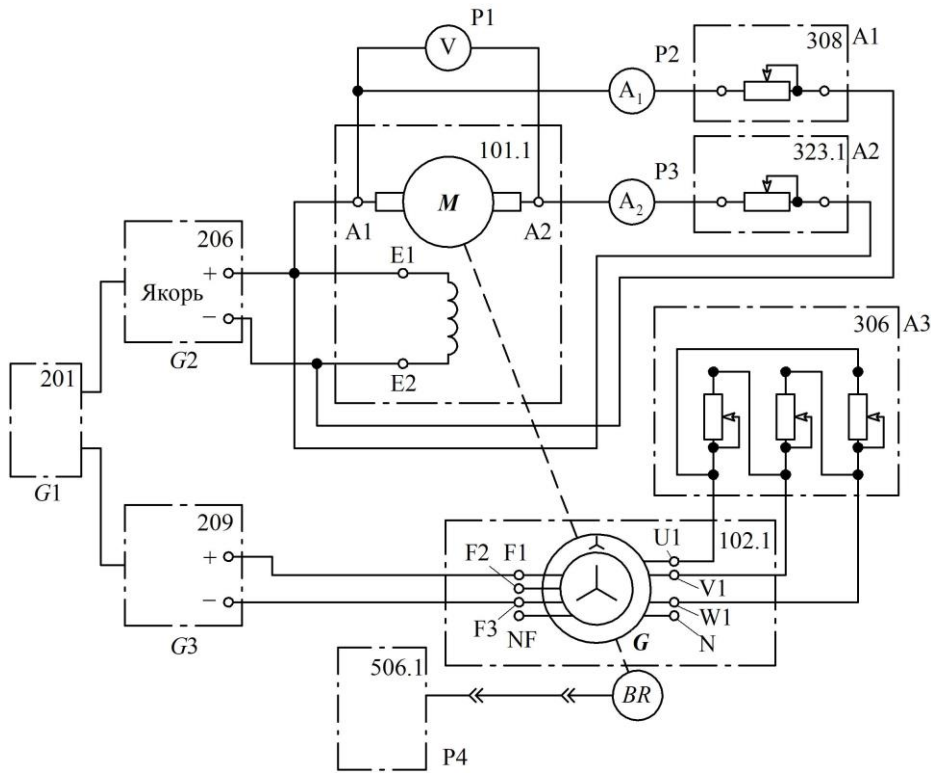 P1
V
P2
308
A1
A₁
101.1
P3
323.1
A2
M
A₂
A1
A2
206
+
Якорь
−
G2
E1
E2
306
A3
201
G1
209
+
−
G3
102.1
F2
F1
U1
V1
F3
NF
W1
G
N
506.1
BR
P4